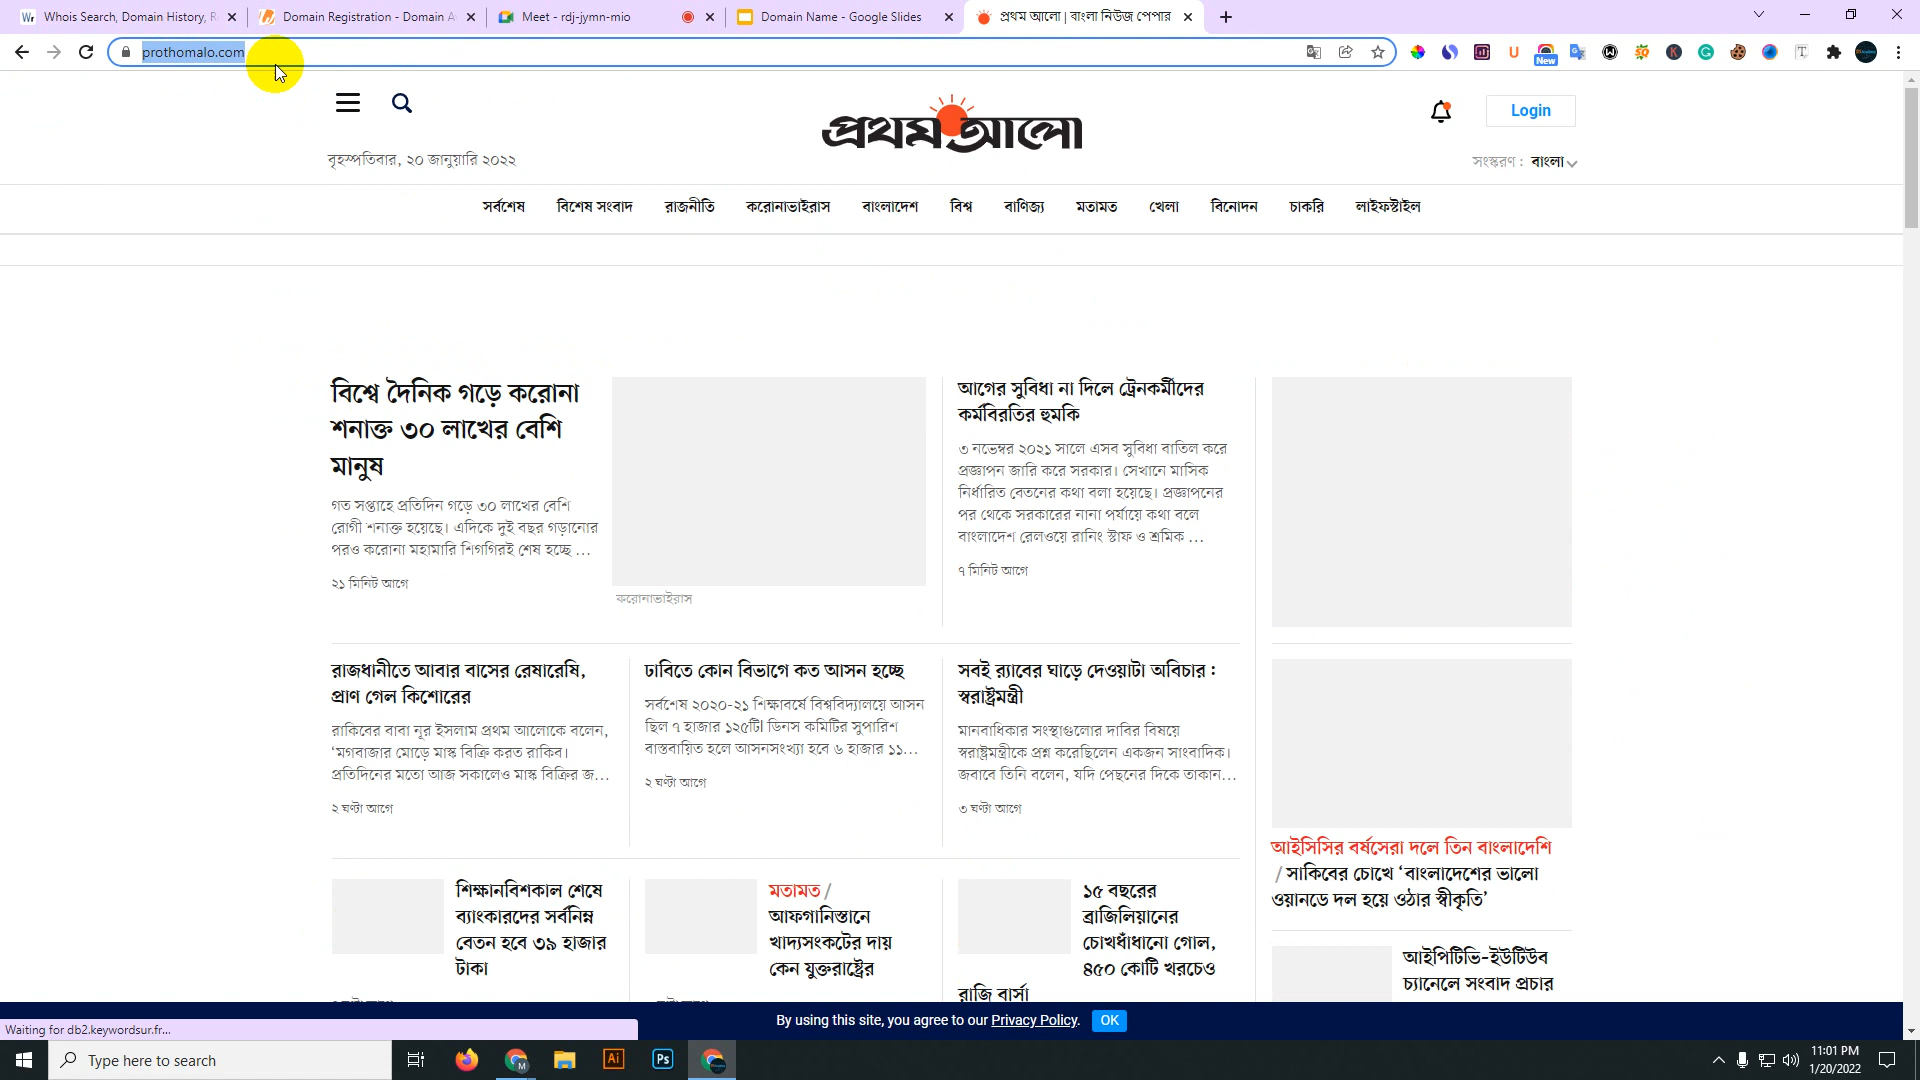 Whois Search, Domain History, R
Domain Registration - Domain A
Meet - rdj-jymn-mio
Domain Name - Google Slides
প্রথম আলো | বাংলা নিউজ পেপার
prothomalo.com
New
প্রথম আলো
Login
বৃহস্পতিবার, ২০ জানুয়ারি ২০২২
সংস্করণ : বাংলা
সর্বশেষ বিশেষ সংবাদ রাজনীতি করোনাভাইরাস বাংলাদেশ বিশ্ব বাণিজ্য মতামত খেলা বিনোদন চাকরি লাইফস্টাইল
বিশ্বে দৈনিক গড়ে করোনা
শনাক্ত ৩০ লাখের বেশি
মানুষ
গত সপ্তাহে প্রতিদিন গড়ে ৩০ লাখের বেশি
রোগী শনাক্ত হয়েছে। এদিকে দুই বছর গড়ানোর
পরও করোনা মহামারি শিগগিরই শেষ হচ্ছে ...
২১ মিনিট আগে
করোনাভাইরাস
আগের সুবিধা না দিলে ট্রেনকর্মীদের
কর্মবিরতির হুমকি
৩ নভেম্বর ২০২১ সালে এসব সুবিধা বাতিল করে
প্রজ্ঞাপন জারি করে সরকার। সেখানে মাসিক
নির্ধারিত বেতনের কথা বলা হয়েছে। প্রজ্ঞাপনের
পর থেকে সরকারের নানা পর্যায়ে কথা বলে
বাংলাদেশ রেলওয়ে রানিং স্টাফ ও শ্রমিক ...
৭ মিনিট আগে
রাজধানীতে আবার বাসের রেষারেষি,
প্রাণ গেল কিশোরের
রাকিবের বাবা নূর ইসলাম প্রথম আলোকে বলেন,
‘মগবাজার মোড়ে মাস্ক বিক্রি করত রাকিব।
প্রতিদিনের মতো আজ সকালেও মাস্ক বিক্রির জ...
২ ঘণ্টা আগে
ঢাবিতে কোন বিভাগে কত আসন হচ্ছে
সর্বশেষ ২০২০-২১ শিক্ষাবর্ষে বিশ্ববিদ্যালয়ে আসন
ছিল ৭ হাজার ১২৫টি। ডিনস কমিটির সুপারিশ
বাস্তবায়িত হলে আসনসংখ্যা হবে ৬ হাজার ১১...
২ ঘণ্টা আগে
সবই র‍্যাবের ঘাড়ে দেওয়াটা অবিচার :
স্বরাষ্ট্রমন্ত্রী
মানবাধিকার সংস্থাগুলোর দাবির বিষয়ে
স্বরাষ্ট্রমন্ত্রীকে প্রশ্ন করেছিলেন একজন সাংবাদিক।
জবাবে তিনি বলেন, যদি পেছনের দিকে তাকান...
৩ ঘণ্টা আগে
আইসিসির বর্ষসেরা দলে তিন বাংলাদেশি
/ সাকিবের চোখে ‘বাংলাদেশের ভালো
ওয়ানডে দল হয়ে ওঠার স্বীকৃতি’
শিক্ষানবিশকাল শেষে
ব্যাংকারদের সর্বনিম্ন
বেতন হবে ৩৯ হাজার
টাকা
মতামত /
আফগানিস্তানে
খাদ্যসংকটের দায়
কেন যুক্তরাষ্ট্রের
১৫ বছরের
ব্রাজিলিয়ানের
চোখধাঁধানো গোল,
৪৫০ কোটি খরচেও
রাজি বার্সা
আইপিটিভি-ইউটিউব
চ্যানেলে সংবাদ প্রচার
By using this site, you agree to our Privacy Policy. OK
Waiting for db2.keywordsur.fr...
Type here to search
Ai
Ps
11:01 PM
1/20/2022